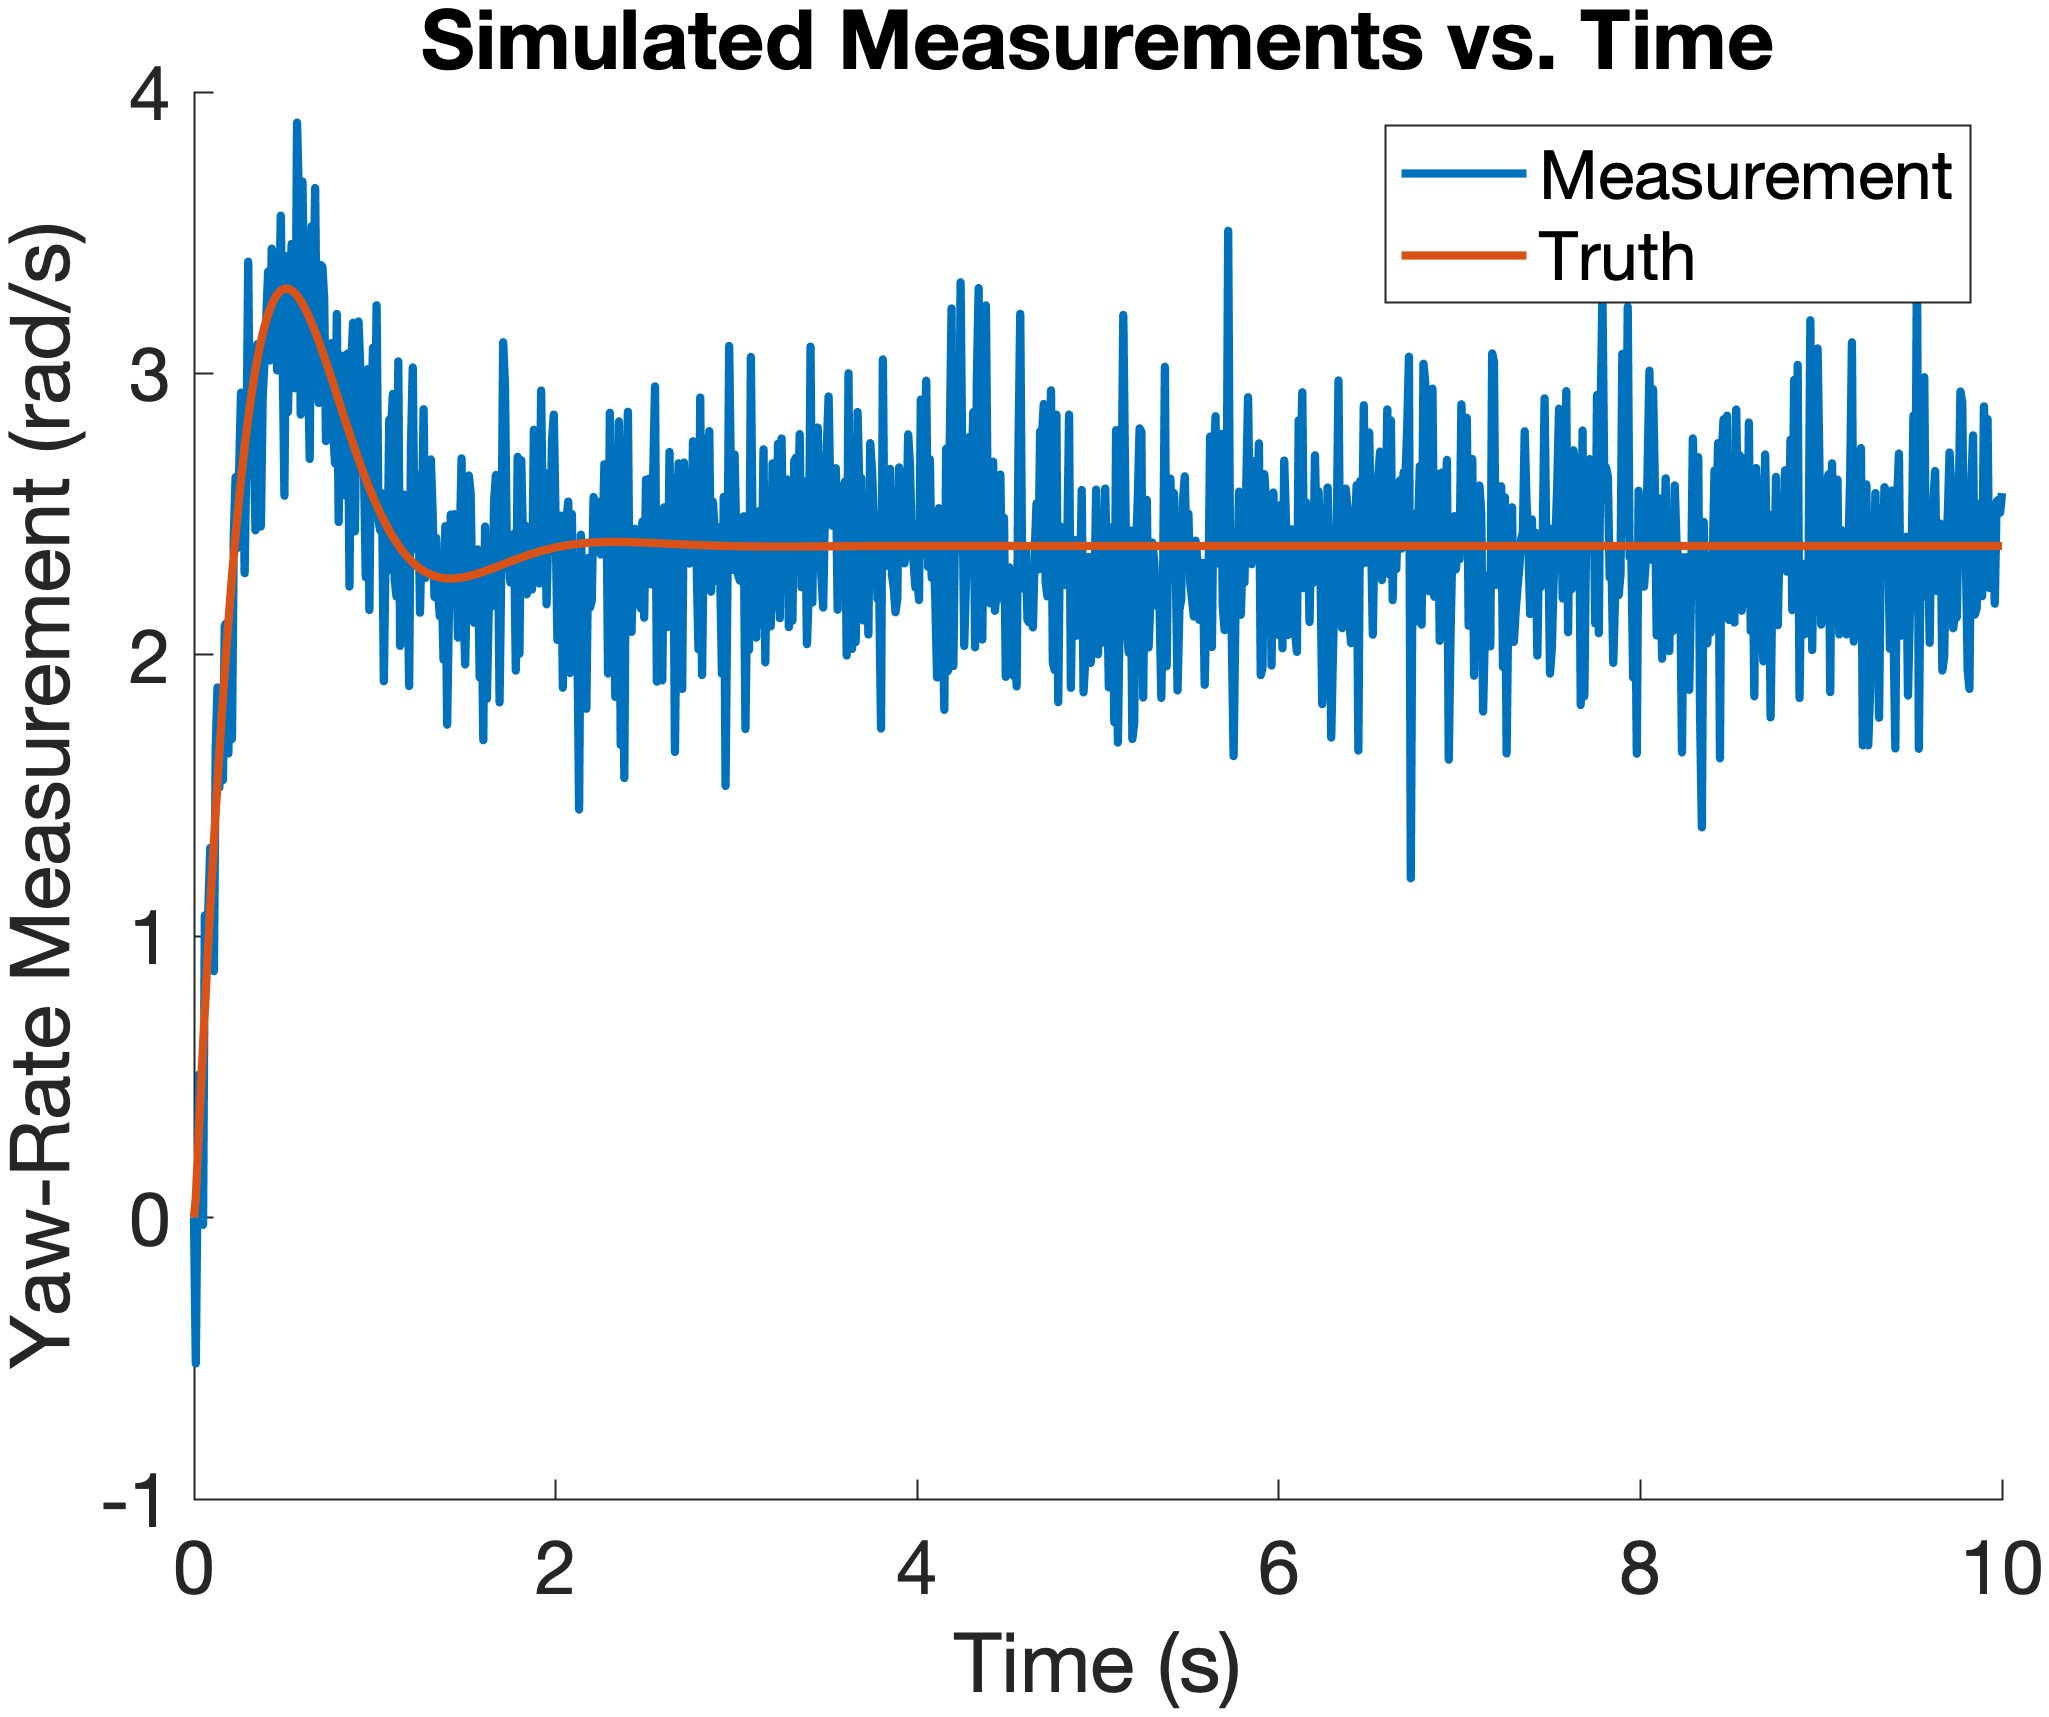 Simulated Measurements vs. Time
Yaw-Rate Measurement (rad/s)
4
3
2
1
0
-1
Measurement
Truth
0 2 4 6 8 10
Time (s)